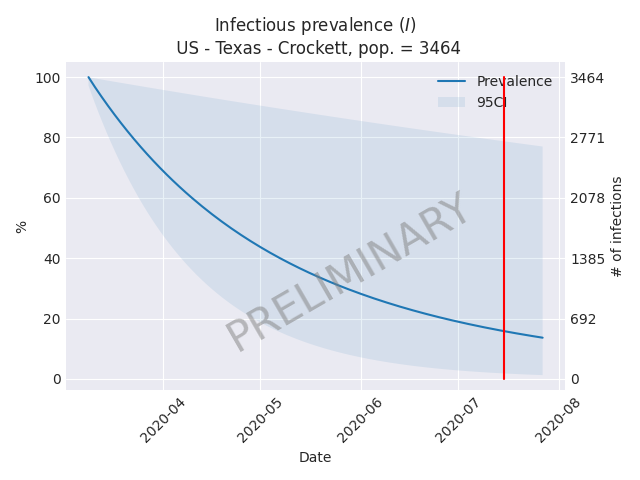 Infectious prevalence (I)
US - Texas - Crockett, pop. = 3464
Prevalence
95CI
100
80
60
40
20
0
%
3464
2771
2078
1385
692
0
# of infections
PRELIMINARY
2020-04
2020-05
2020-06
2020-07
2020-08
Date